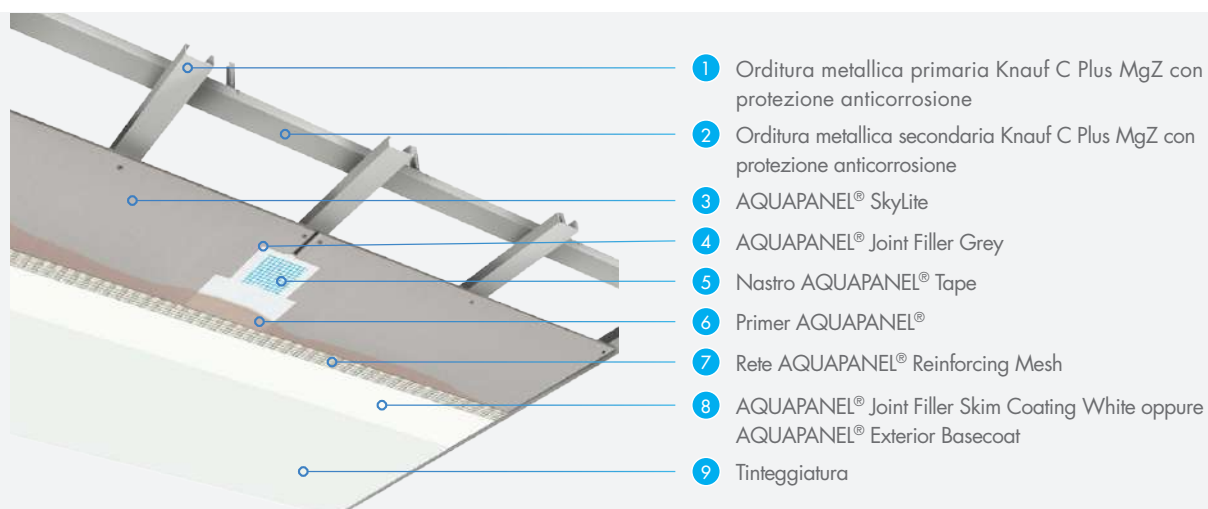 1 Orditura metallica primaria Knauf C Plus MgZ con
protezione anticorrosione
2 Orditura metallica secondaria Knauf C Plus MgZ con
protezione anticorrosione
3 AQUAPANEL® SkyLite
4 AQUAPANEL® Joint Filler Grey
5 Nastro AQUAPANEL® Tape
6 Primer AQUAPANEL®
7 Rete AQUAPANEL® Reinforcing Mesh
8 AQUAPANEL® Joint Filler Skim Coating White oppure
AQUAPANEL® Exterior Basecoat
9 Tinteggiatura